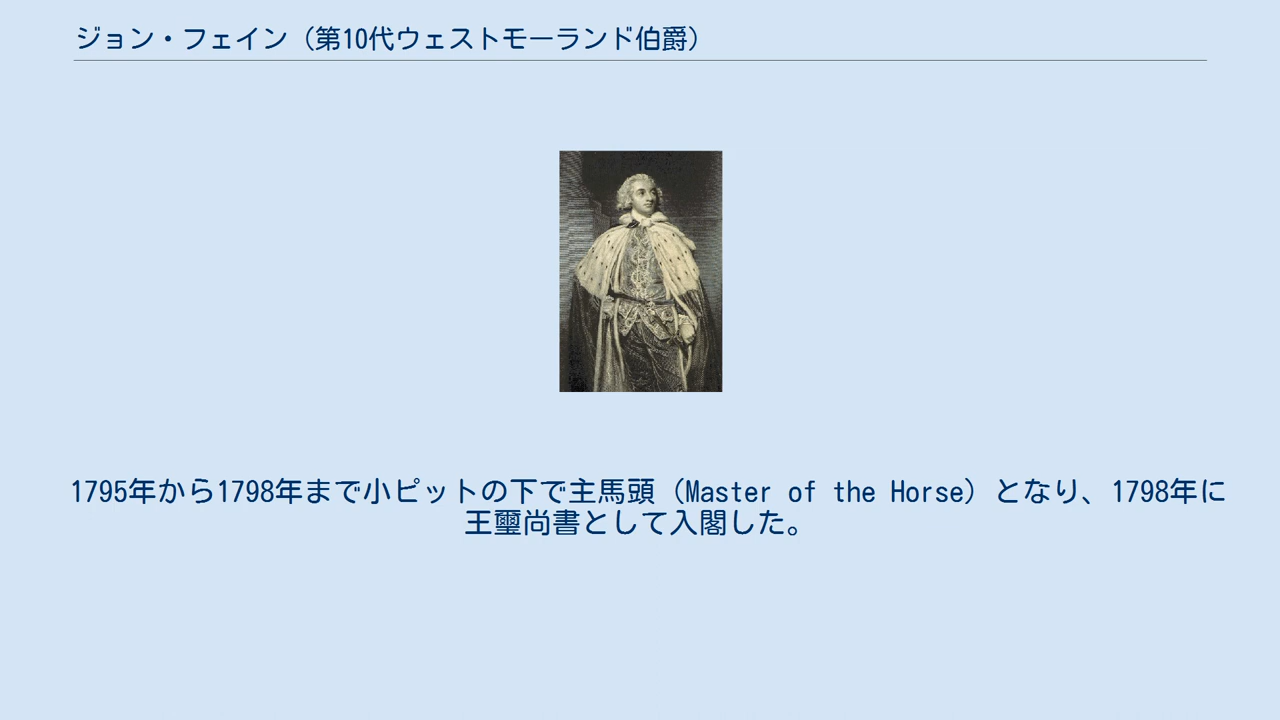 ジョン・フェイン（第10代ウェストモーランド伯爵）
1795年から1798年まで小ピットの下で主馬頭（Master of the Horse）となり、1798年に
王璽尚書として入閣した。